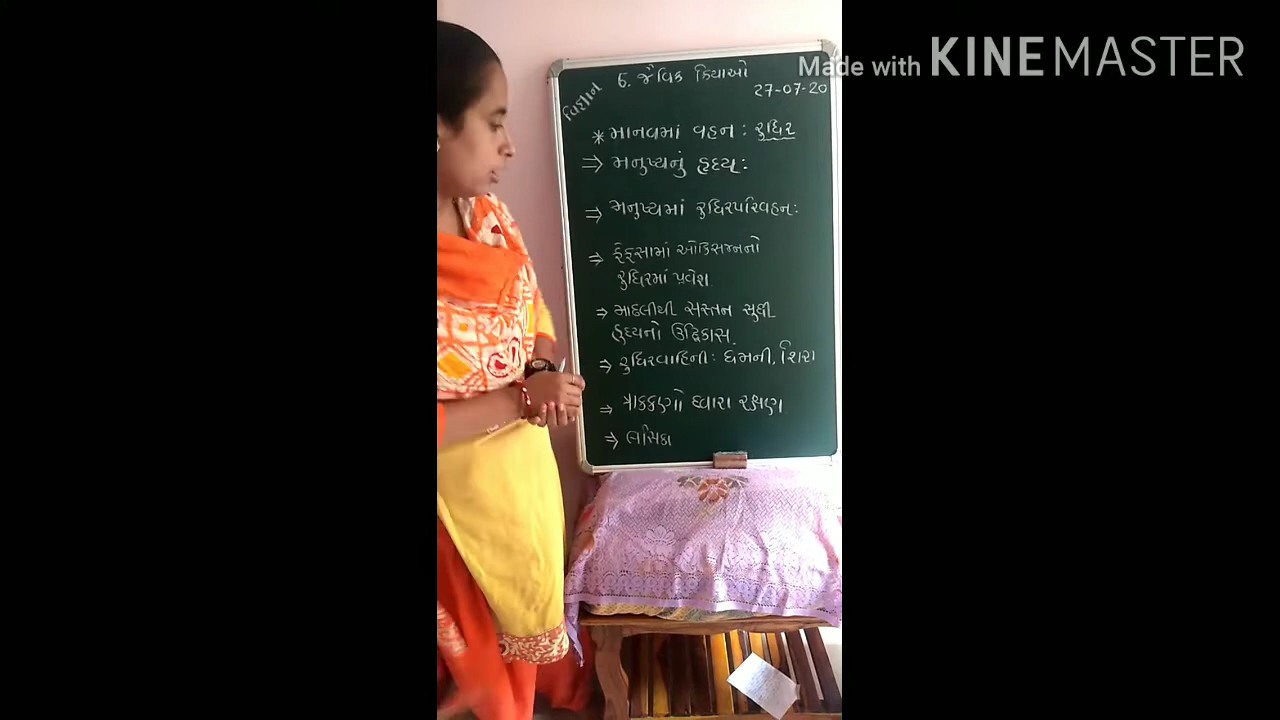 Made with KINEMASTER
વિજ્ઞાન
6. જૈવિક ક્રિયાઓ
27-07-20
* માનવમાં વહન : રુધિર
⇒ મનુષ્યનું હૃદય :
⇒ મનુષ્યમાં રુધિરપરિવહન :
⇒ ફેફસામાં ઓક્સિજનનો
રુધિરમાં પ્રવેશ.
⇒ માછલીથી સસ્તન સુધી
હૃદયનો ઉદ્વિકાસ.
⇒ રુધિરવાહિની : ધમની, શિરા
⇒ ત્રાકકણો દ્વારા રક્ષણ
⇒ લસિકા